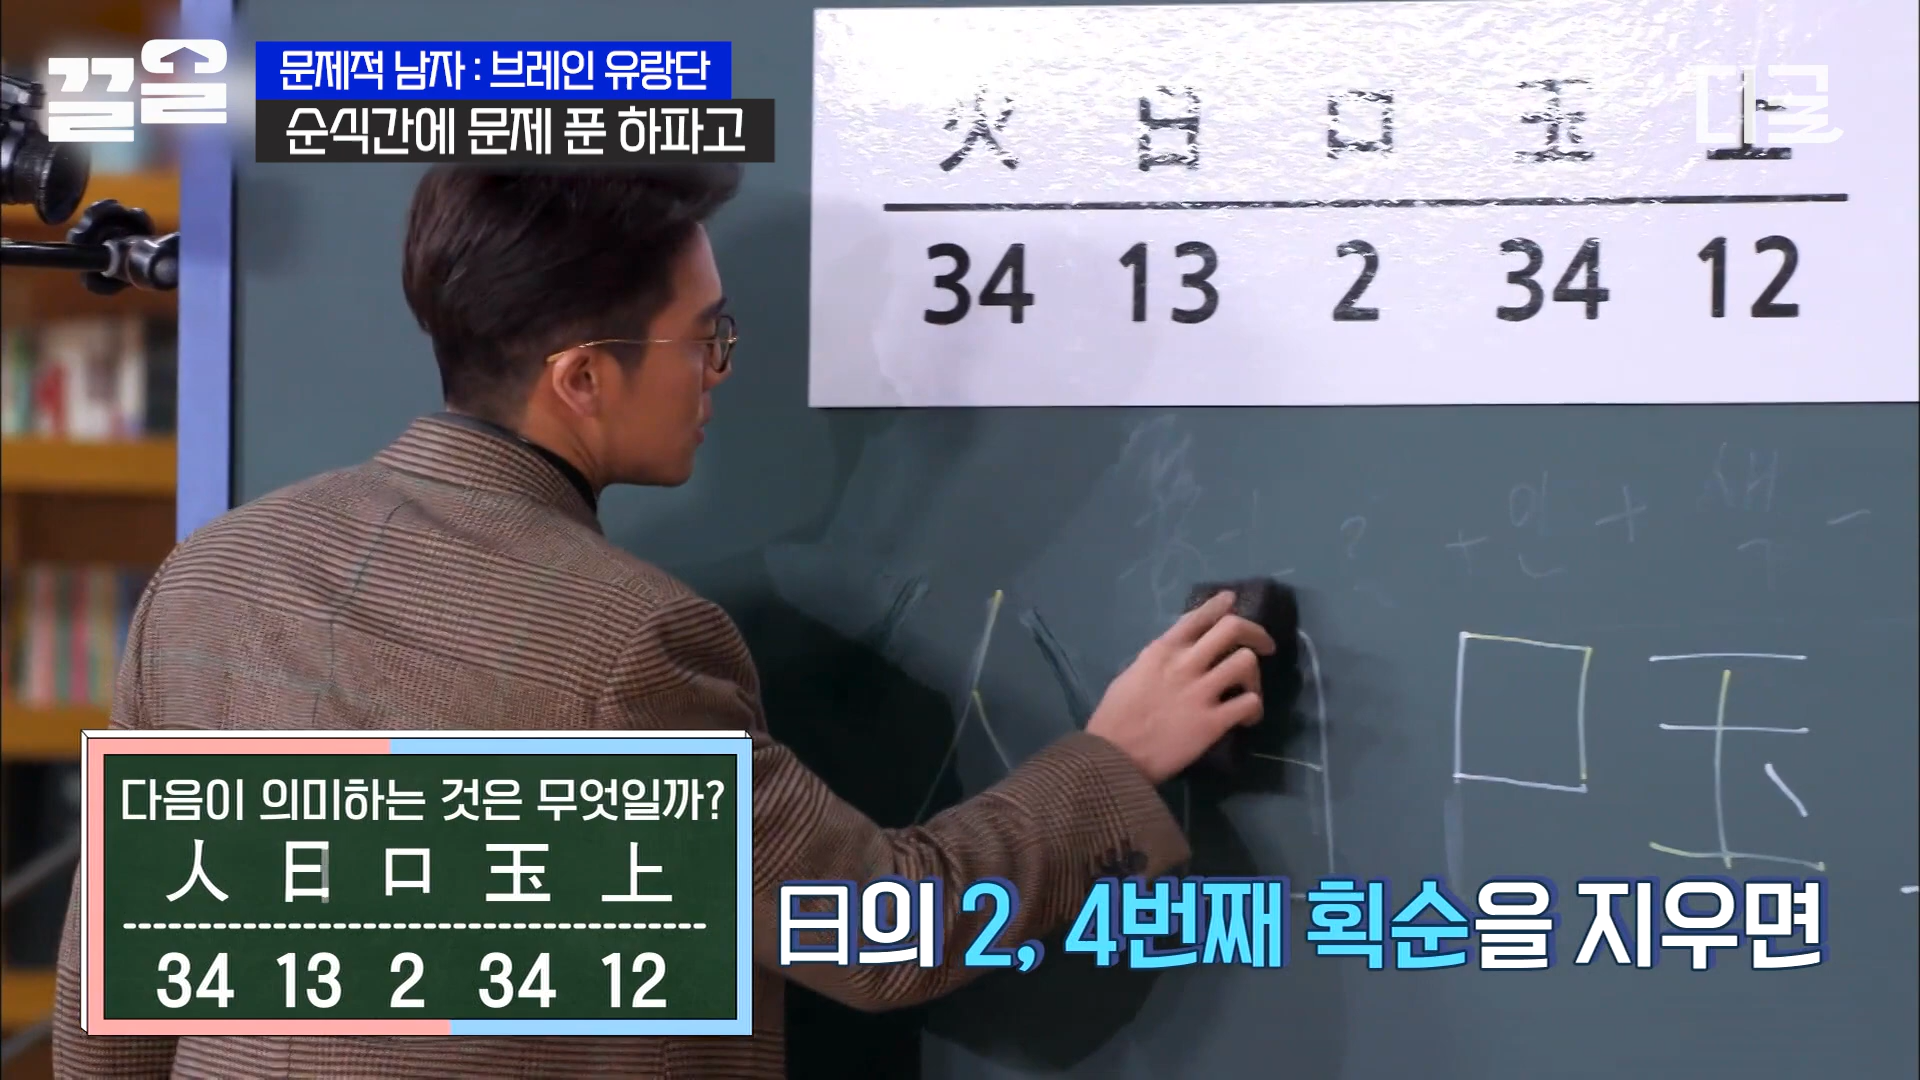 끌올
문제적 남자 : 브레인 유랑단
순식간에 문제 푼 하파고
디글
火 日 口 玉 上
34 13 2 34 12
口 玉
다음이 의미하는 것은 무엇일까?
人 日 口 玉 上
34 13 2 34 12
日의 2, 4번째 획순을 지우면